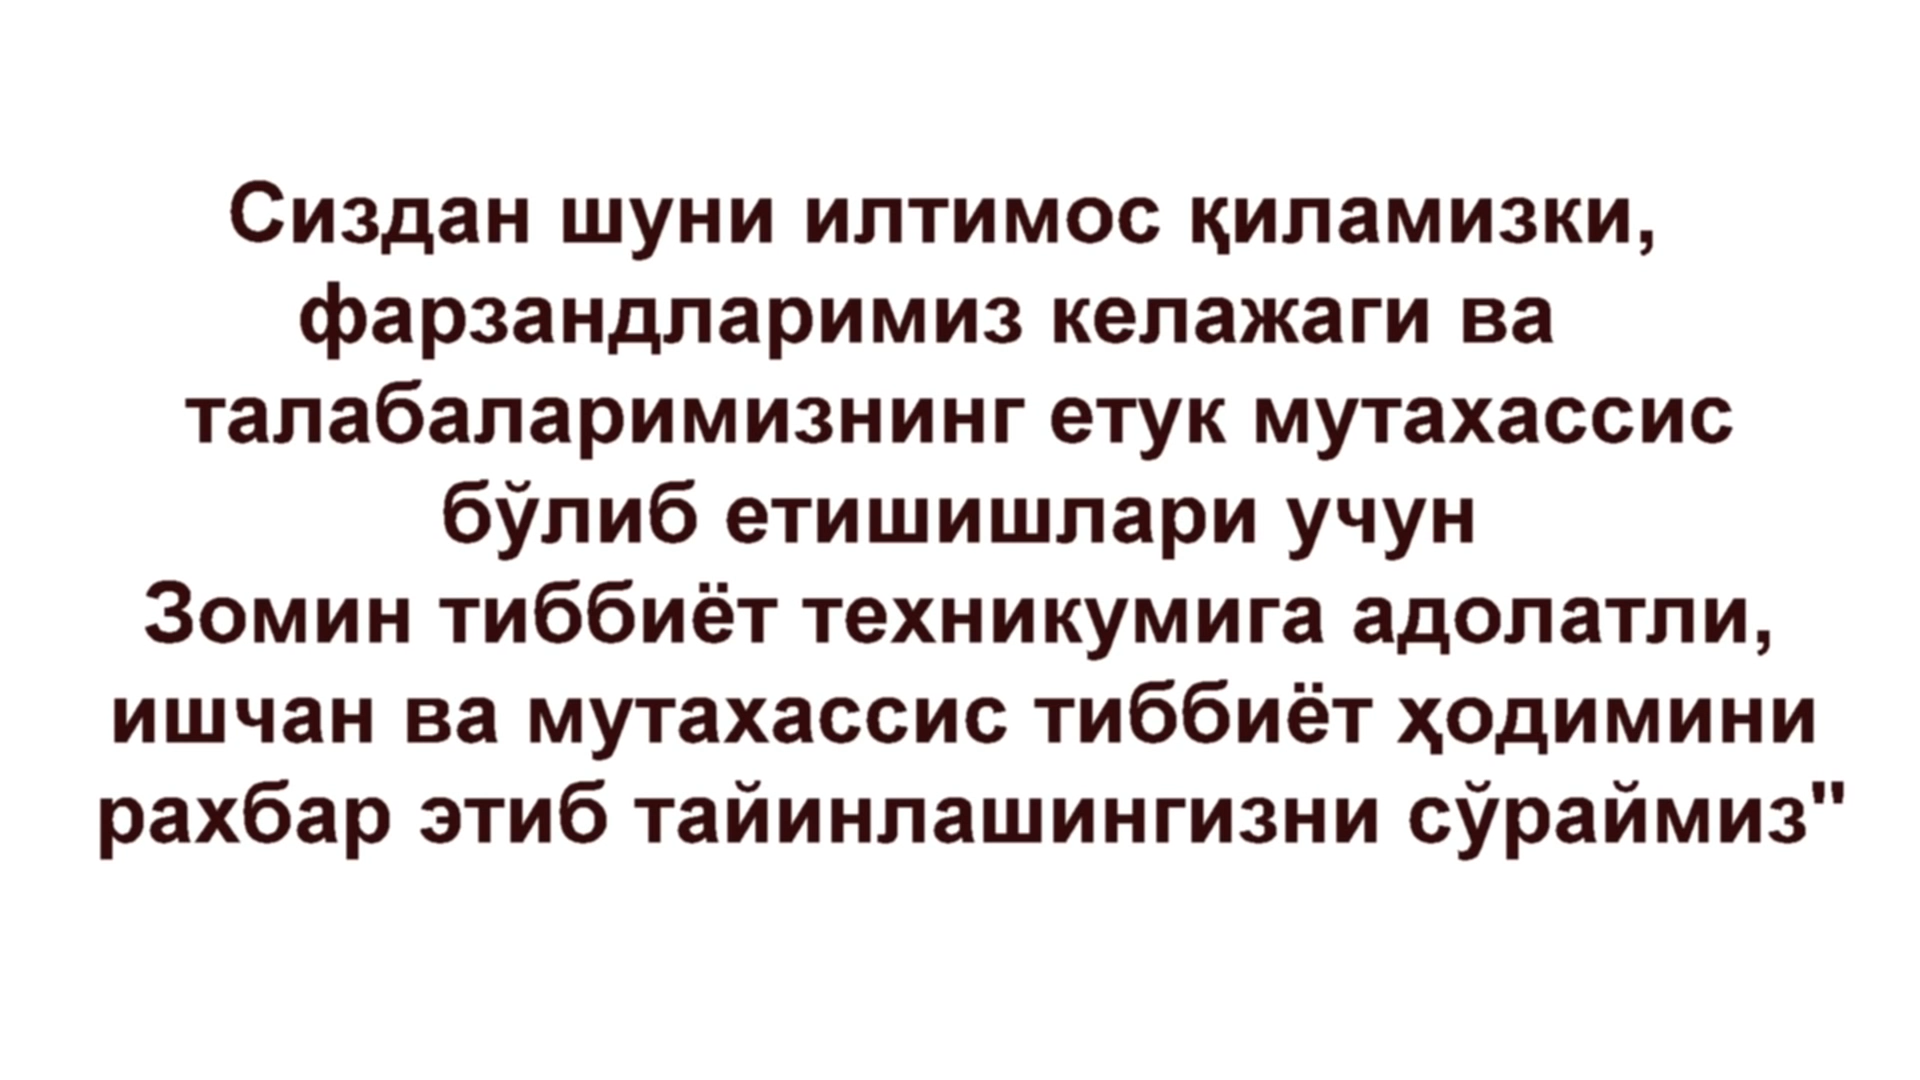 Сиздан шуни илтимос қиламизки,
фарзандларимиз келажаги ва
талабаларимизнинг етук мутахассис
бўлиб етишишлари учун
Зомин тиббиёт техникумига адолатли,
ишчан ва мутахассис тиббиёт ҳодимини
рахбар этиб тайинлашингизни сўраймиз"